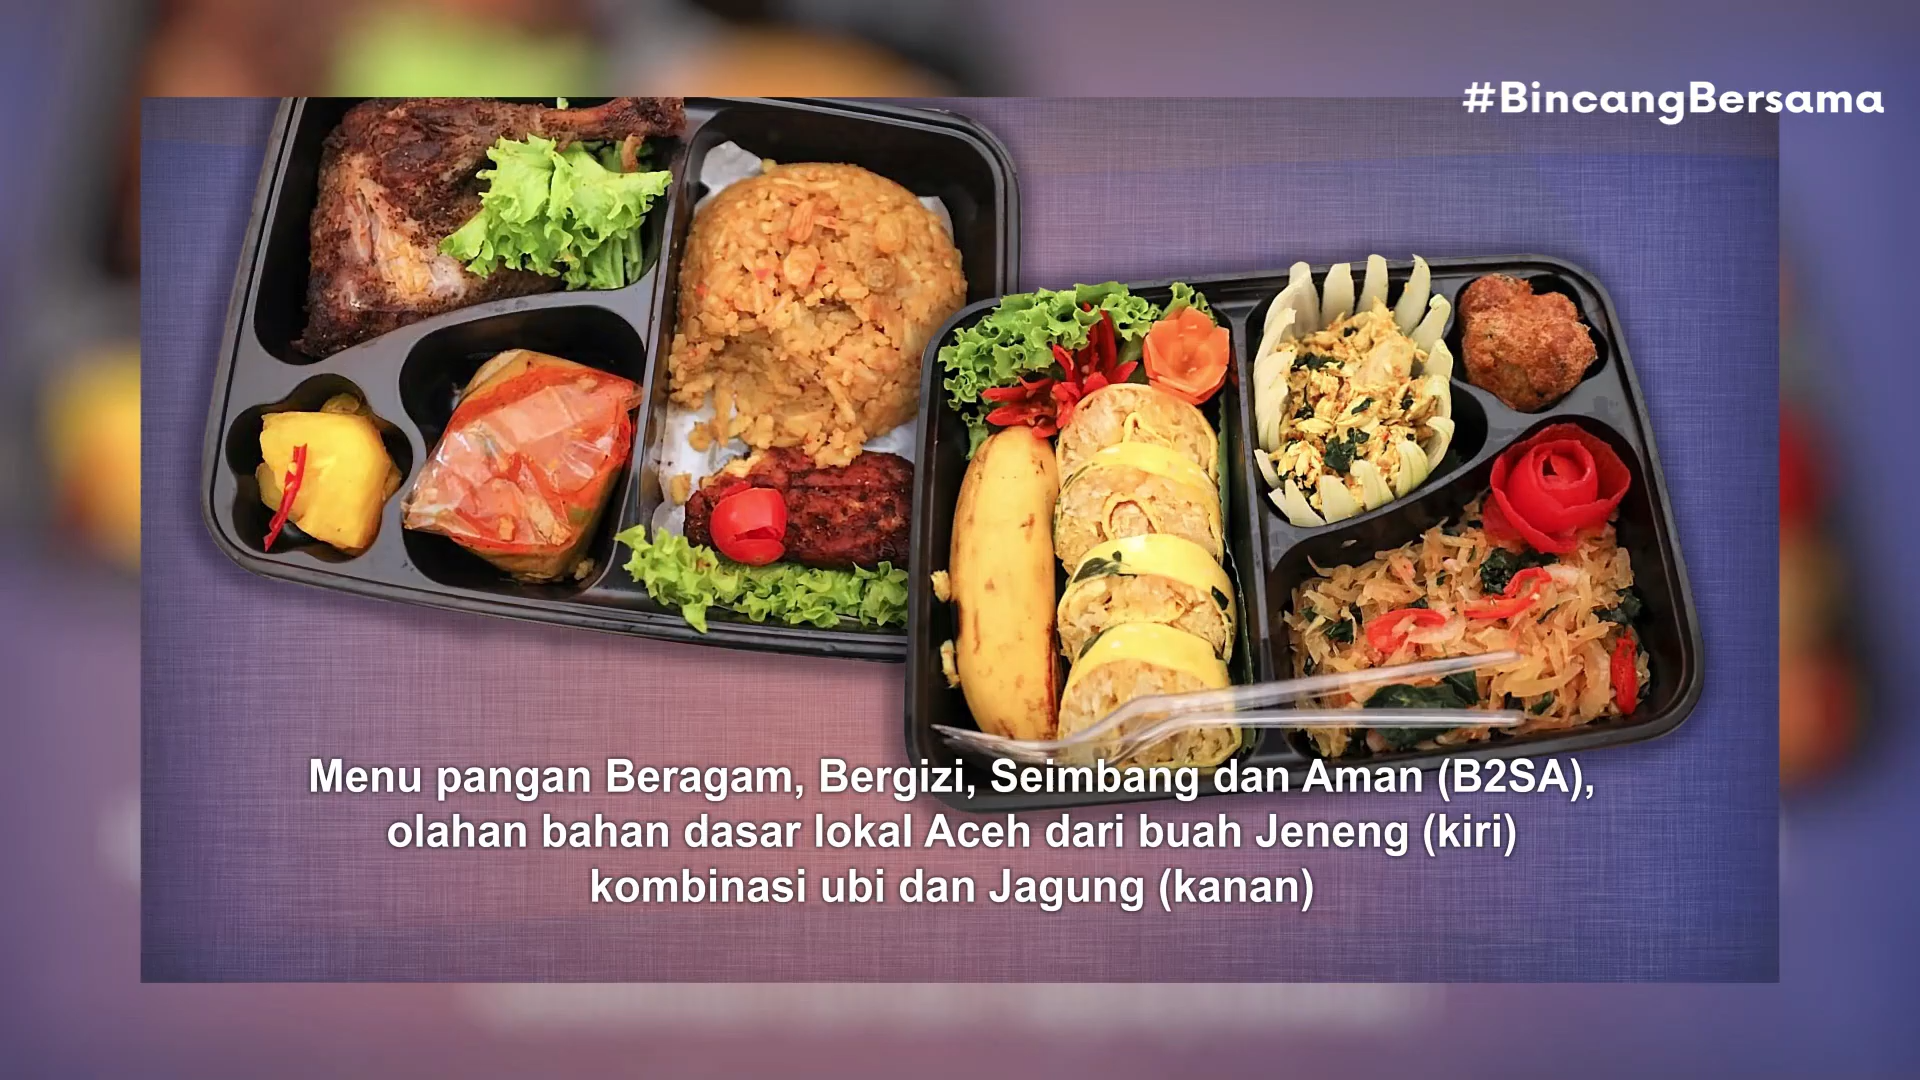 #BincangBersama
Menu pangan Beragam, Bergizi, Seimbang dan Aman (B2SA),
olahan bahan dasar lokal Aceh dari buah Jeneng (kiri)
kombinasi ubi dan Jagung (kanan)